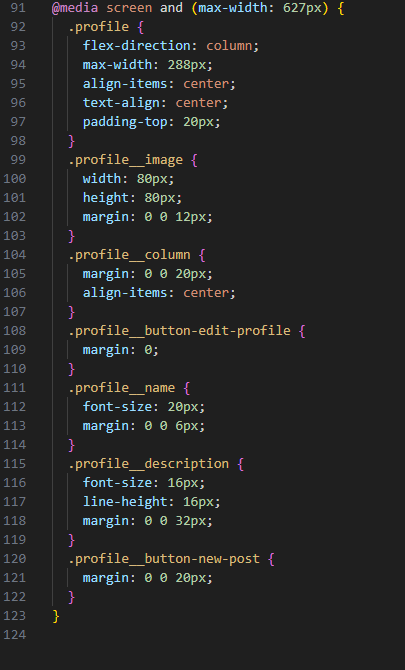 91 @media screen and (max-width: 627px) {
92 .profile {
93 flex-direction: column;
94 max-width: 288px;
95 align-items: center;
96 text-align: center;
97 padding-top: 20px;
98 }
99 .profile__image {
100 width: 80px;
101 height: 80px;
102 margin: 0 0 12px;
103 }
104 .profile__column {
105 margin: 0 0 20px;
106 align-items: center;
107 }
108 .profile__button-edit-profile {
109 margin: 0;
110 }
111 .profile__name {
112 font-size: 20px;
113 margin: 0 0 6px;
114 }
115 .profile__description {
116 font-size: 16px;
117 line-height: 16px;
118 margin: 0 0 32px;
119 }
120 .profile__button-new-post {
121 margin: 0 0 20px;
122 }
123 }
124